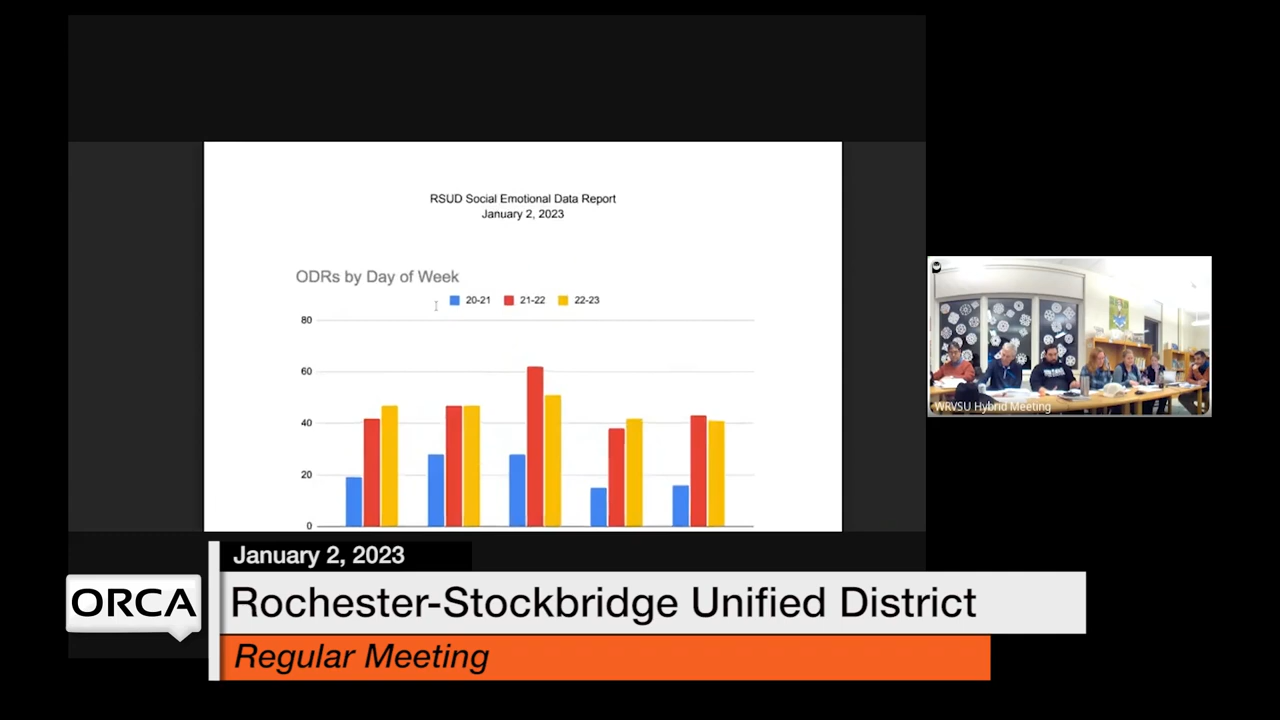 RSUD Social Emotional Data Report
January 2, 2023
ODRs by Day of Week
20-21 21-22 22-23
80
60
40
20
0
WRVSU Hybrid Meeting
January 2, 2023
ORCA
Rochester-Stockbridge Unified District
Regular Meeting